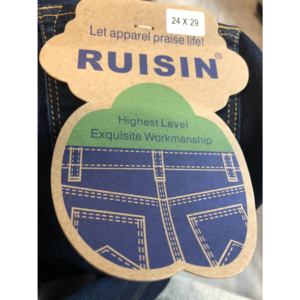 24 X 29
Let apparel praise life!
RUISIN®
Highest Level
Exquisite Workmanship